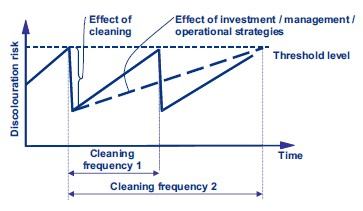 Effect of
cleaning
Effect of investment / management /
operational strategies
Threshold level
Discolouration risk
Time
Cleaning
frequency 1
Cleaning frequency 2